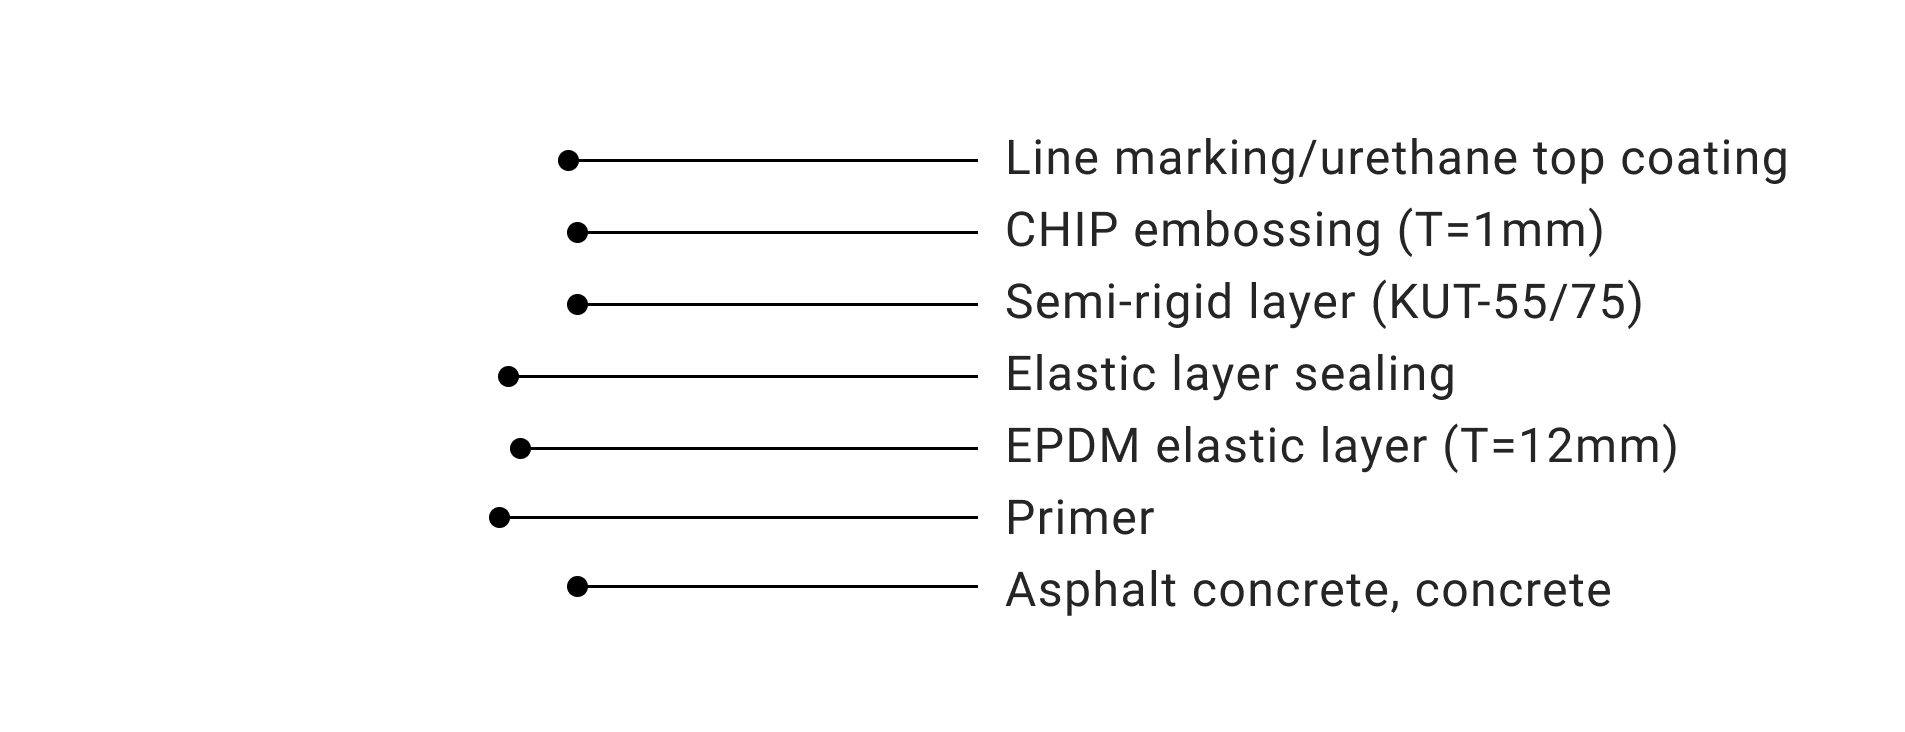 Line marking/urethane top coating
CHIP embossing (T=1mm)
Semi-rigid layer (KUT-55/75)
Elastic layer sealing
EPDM elastic layer (T=12mm)
Primer
Asphalt concrete, concrete